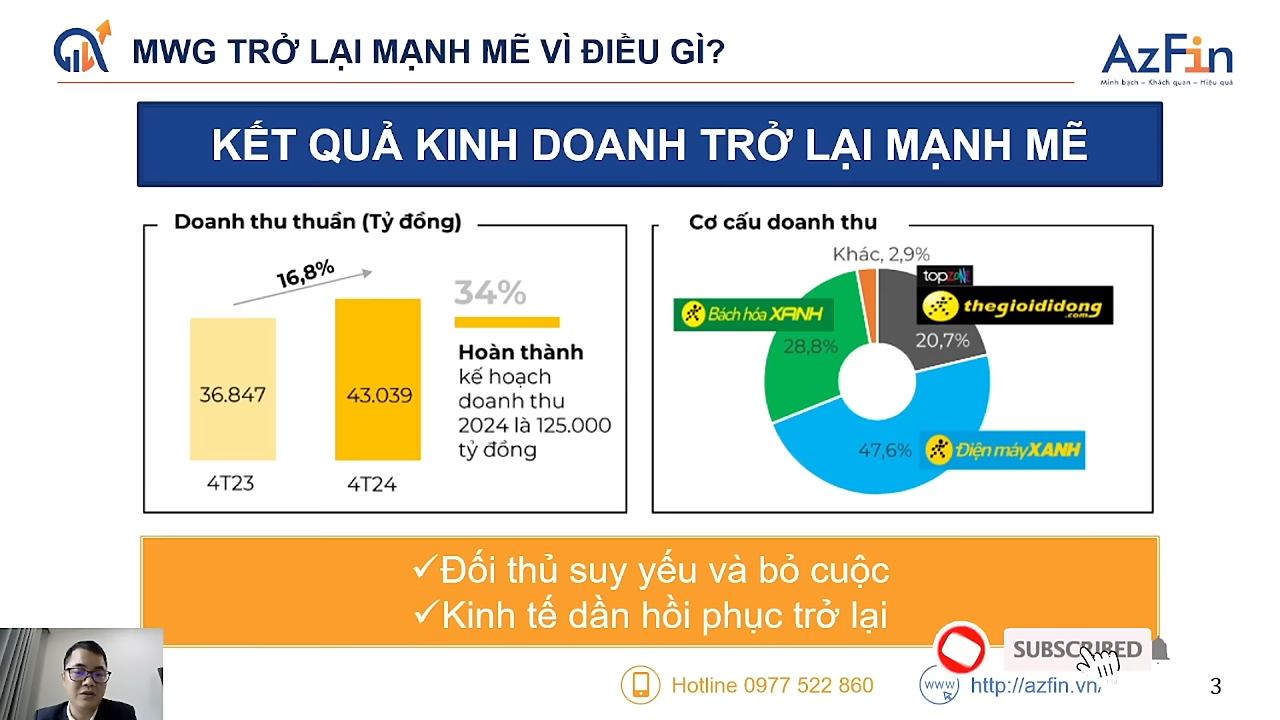 MWG TRỞ LẠI MẠNH MẼ VÌ ĐIỀU GÌ?
AzFin
Minh bạch – Khách quan – Hiệu quả
KẾT QUẢ KINH DOANH TRỞ LẠI MẠNH MẼ
Doanh thu thuần (Tỷ đồng)
16,8%
36.847
43.039
4T23
4T24
34%
Hoàn thành
kế hoạch
doanh thu
2024 là 125.000
tỷ đồng
Cơ cấu doanh thu
Khác, 2,9%
topzone
thegioididong
.com
20,7%
Bách hóa XANH
28,8%
47,6%
Điện máy XANH
✓Đối thủ suy yếu và bỏ cuộc
✓Kinh tế dần hồi phục trở lại
SUBSCRIBED
Hotline 0977 522 860
www
http://azfin.vn/
3